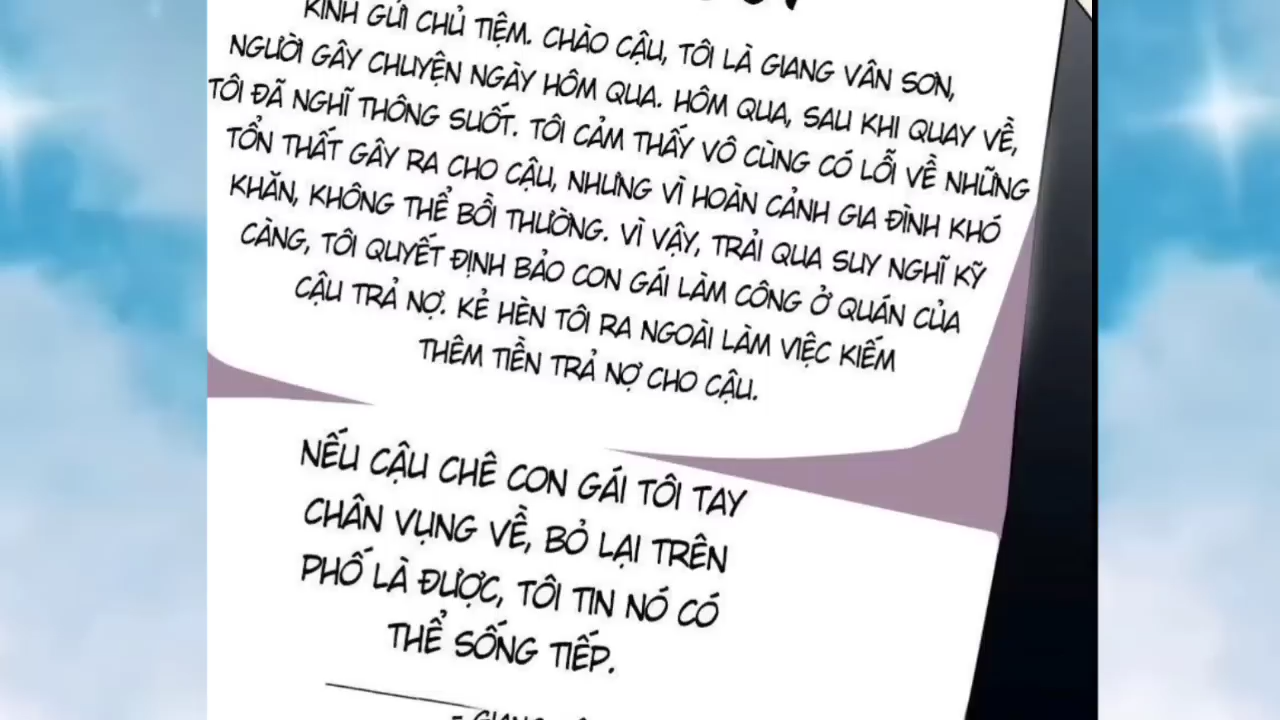 KÍNH GỬI CHỦ TIỆM. CHÀO CẬU, TÔI LÀ GIANG VÂN SƠN,
NGƯỜI GÂY CHUYỆN NGÀY HÔM QUA. HÔM QUA, SAU KHI QUAY VỀ,
TÔI ĐÃ NGHĨ THÔNG SUỐT. TÔI CẢM THẤY VÔ CÙNG CÓ LỖI VỀ NHỮNG
TỔN THẤT GÂY RA CHO CẬU, NHƯNG VÌ HOÀN CẢNH GIA ĐÌNH KHÓ
KHĂN, KHÔNG THỂ BỒI THƯỜNG. VÌ VẬY, TRẢI QUA SUY NGHĨ KỸ
CÀNG, TÔI QUYẾT ĐỊNH BẢO CON GÁI LÀM CÔNG Ở QUÁN CỦA
CẬU TRẢ NỢ. KẺ HÈN TÔI RA NGOÀI LÀM VIỆC KIẾM
THÊM TIỀN TRẢ NỢ CHO CẬU.
NẾU CẬU CHÊ CON GÁI TÔI TAY
CHÂN VỤNG VỀ, BỎ LẠI TRÊN
PHỐ LÀ ĐƯỢC, TÔI TIN NÓ CÓ
THỂ SỐNG TIẾP.
- GIANG